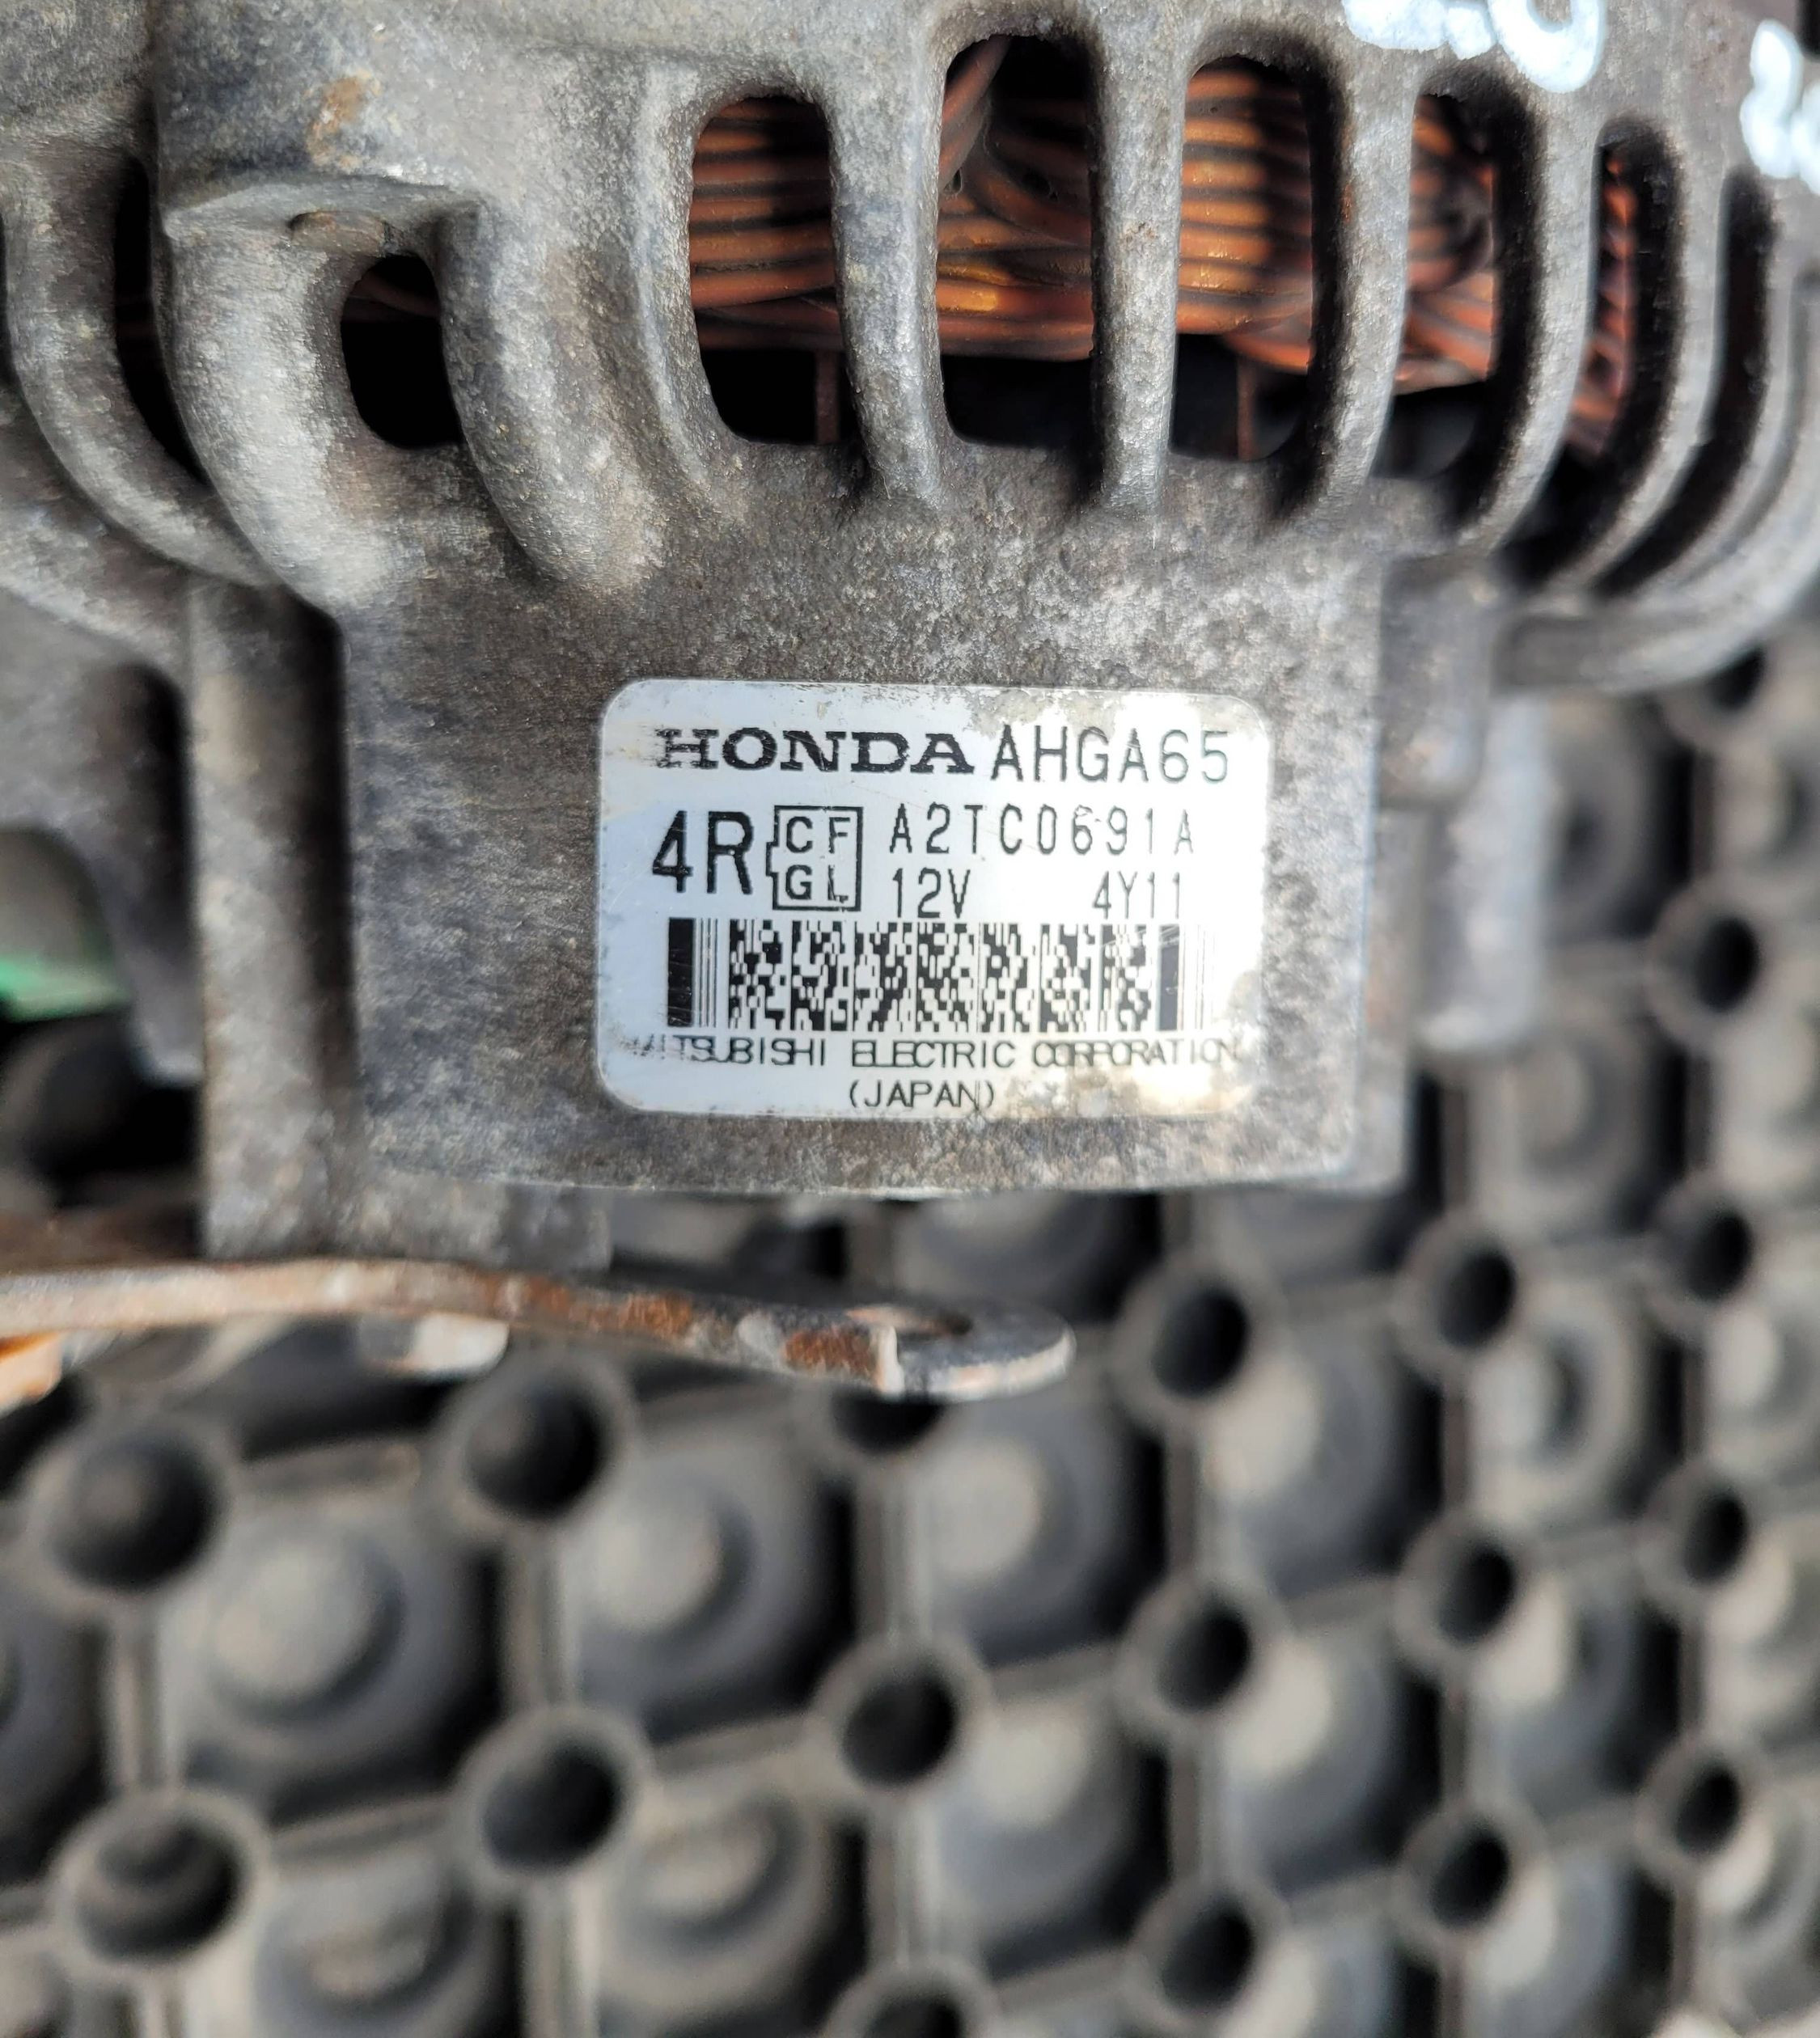 HONDA AHGA65
4R CF GL A2TC0691A
12V 4Y11
MITSUBISHI ELECTRIC CORPORATION
(JAPAN)